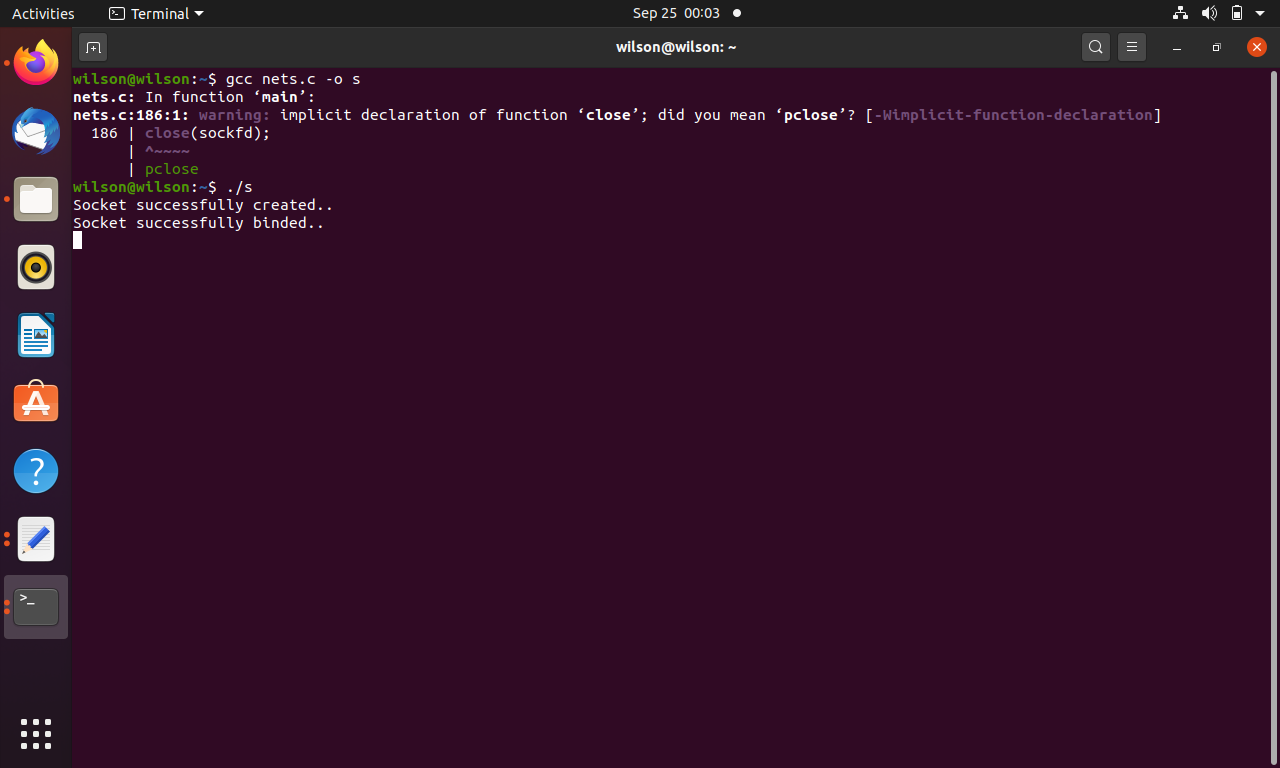 Activities
Terminal
Sep 25 00:03
wilson@wilson: ~
wilson@wilson:~$ gcc nets.c -o s
nets.c: In function ‘main’:
nets.c:186:1: warning: implicit declaration of function ‘close’; did you mean ‘pclose’? [-Wimplicit-function-declaration]
  186 | close(sockfd);
      | ^~~~~
      | pclose
wilson@wilson:~$ ./s
Socket successfully created..
Socket successfully binded..